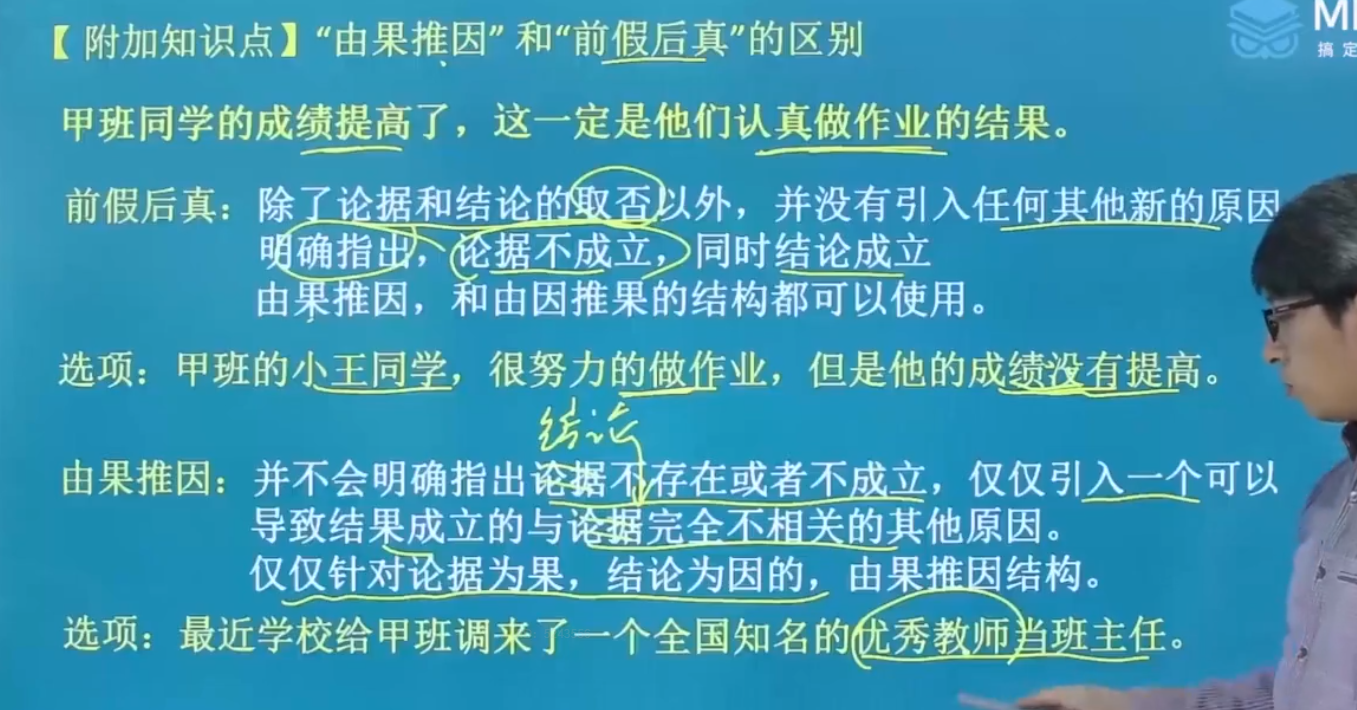 【附加知识点】“由果推因”和“前假后真”的区别
搞定
甲班同学的成绩提高了，这一定是他们认真做作业的结果。
前假后真：除了论据和结论的取否以外，并没有引入任何其他新的原因
明确指出，论据不成立，同时结论成立
由果推因，和由因推果的结构都可以使用。
选项：甲班的小王同学，很努力的做作业，但是他的成绩没有提高。
结论
由果推因：并不会明确指出论据不存在或者不成立，仅仅引入一个可以
导致结果成立的与论据完全不相关的其他原因。
仅仅针对论据为果，结论为因的，由果推因结构。
选项：最近学校给甲班调来了一个全国知名的优秀教师当班主任。